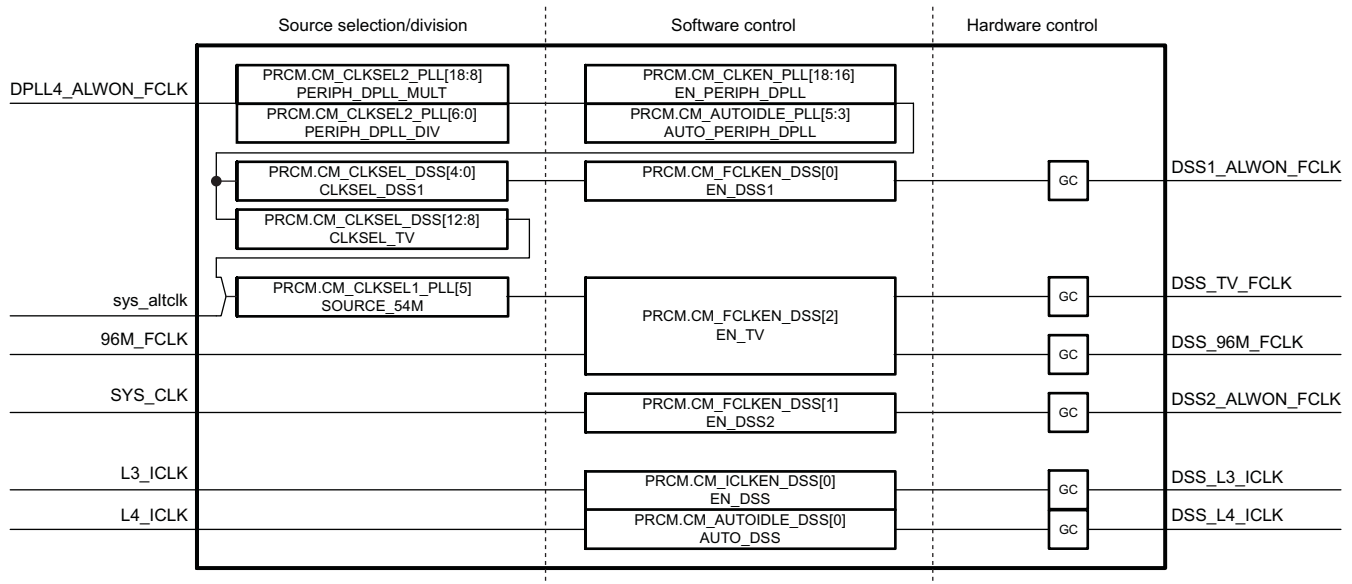 Source selection/division
Software control
Hardware control
DPLL4_ALWON_FCLK
PRCM.CM_CLKSEL2_PLL[18:8]
PERIPH_DPLL_MULT
PRCM.CM_CLKSEL2_PLL[6:0]
PERIPH_DPLL_DIV
PRCM.CM_CLKEN_PLL[18:16]
EN_PERIPH_DPLL
PRCM.CM_AUTOIDLE_PLL[5:3]
AUTO_PERIPH_DPLL
PRCM.CM_CLKSEL_DSS[4:0]
CLKSEL_DSS1
PRCM.CM_FCLKEN_DSS[0]
EN_DSS1
GC
DSS1_ALWON_FCLK
PRCM.CM_CLKSEL_DSS[12:8]
CLKSEL_TV
sys_altclk
PRCM.CM_CLKSEL1_PLL[5]
SOURCE_54M
PRCM.CM_FCLKEN_DSS[2]
EN_TV
GC
DSS_TV_FCLK
96M_FCLK
GC
DSS_96M_FCLK
SYS_CLK
PRCM.CM_FCLKEN_DSS[1]
EN_DSS2
GC
DSS2_ALWON_FCLK
L3_ICLK
PRCM.CM_ICLKEN_DSS[0]
EN_DSS
GC
DSS_L3_ICLK
L4_ICLK
PRCM.CM_AUTOIDLE_DSS[0]
AUTO_DSS
GC
DSS_L4_ICLK